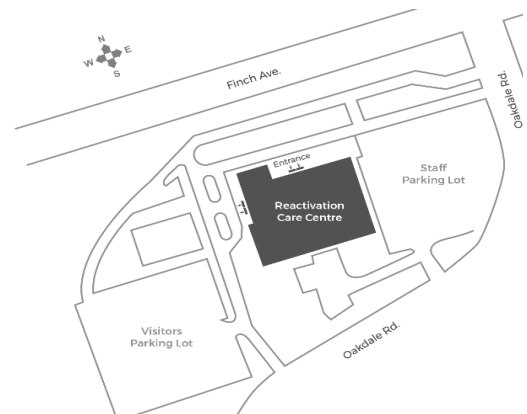 N
W
E
S
Finch Ave.
Oakdale Rd.
Entrance
Staff
Parking Lot
Reactivation
Care Centre
Visitors
Parking Lot
Oakdale Rd.